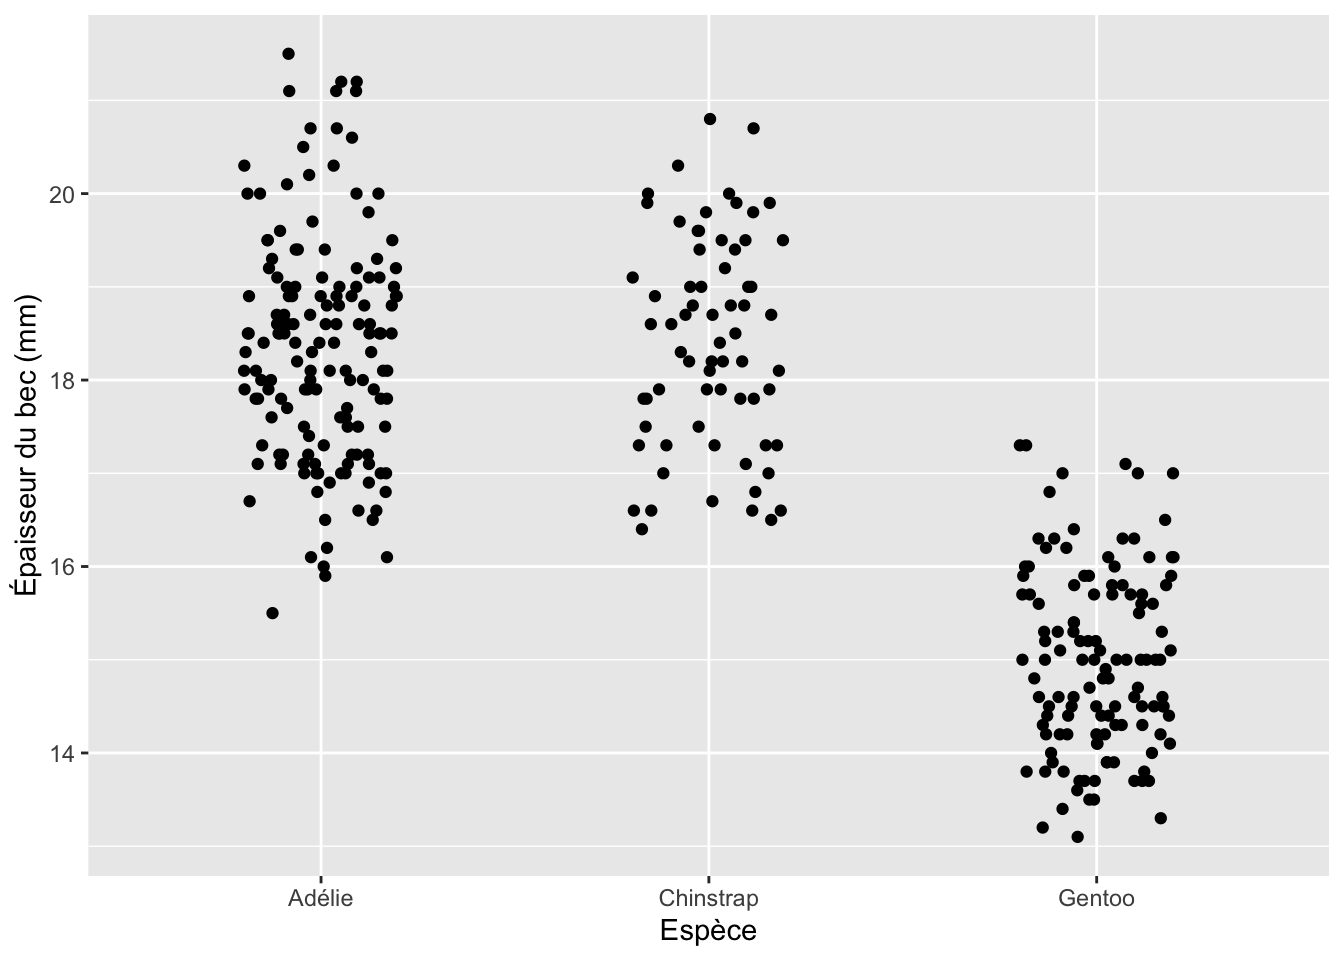 Épaisseur du bec (mm)
20
18
16
14
Adélie
Chinstrap
Gentoo
Espèce